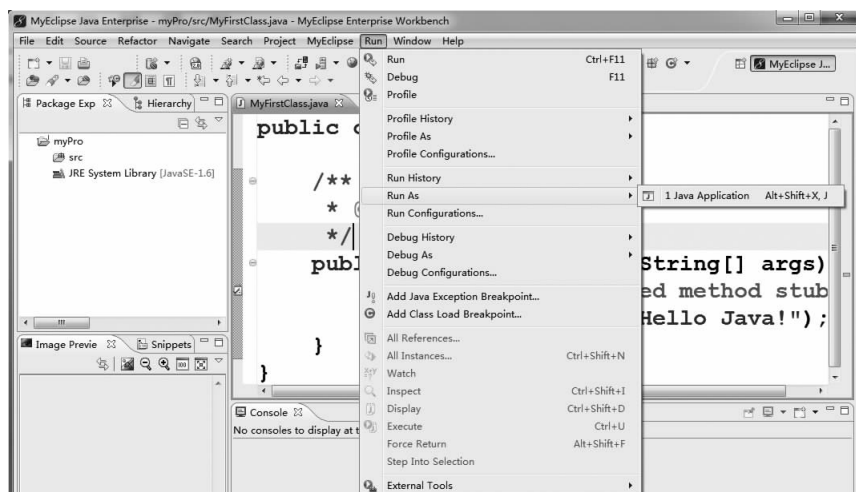 MyEclipse Java Enterprise - myPro/src/MyFirstClass.java - MyEclipse Enterprise Workbench
File Edit Source Refactor Navigate Search Project MyEclipse Run Window Help
MyEclipse J...
Package Exp Hierarchy
myPro
src
JRE System Library [JavaSE-1.6]
Image Previe Snippets
MyFirstClass.java
public
/**
*
*/
publ
String[] args)
ed method stub
Hello Java!");
}
}
Run Ctrl+F11
Debug F11
Profile
Profile History
Profile As
Profile Configurations...
Run History
Run As
1 Java Application Alt+Shift+X, J
Run Configurations...
Debug History
Debug As
Debug Configurations...
Add Java Exception Breakpoint...
Add Class Load Breakpoint...
All References...
All Instances... Ctrl+Shift+N
Watch
Inspect Ctrl+Shift+I
Display Ctrl+Shift+D
Execute Ctrl+U
Force Return Alt+Shift+F
Step Into Selection
External Tools
Console
No consoles to display at t